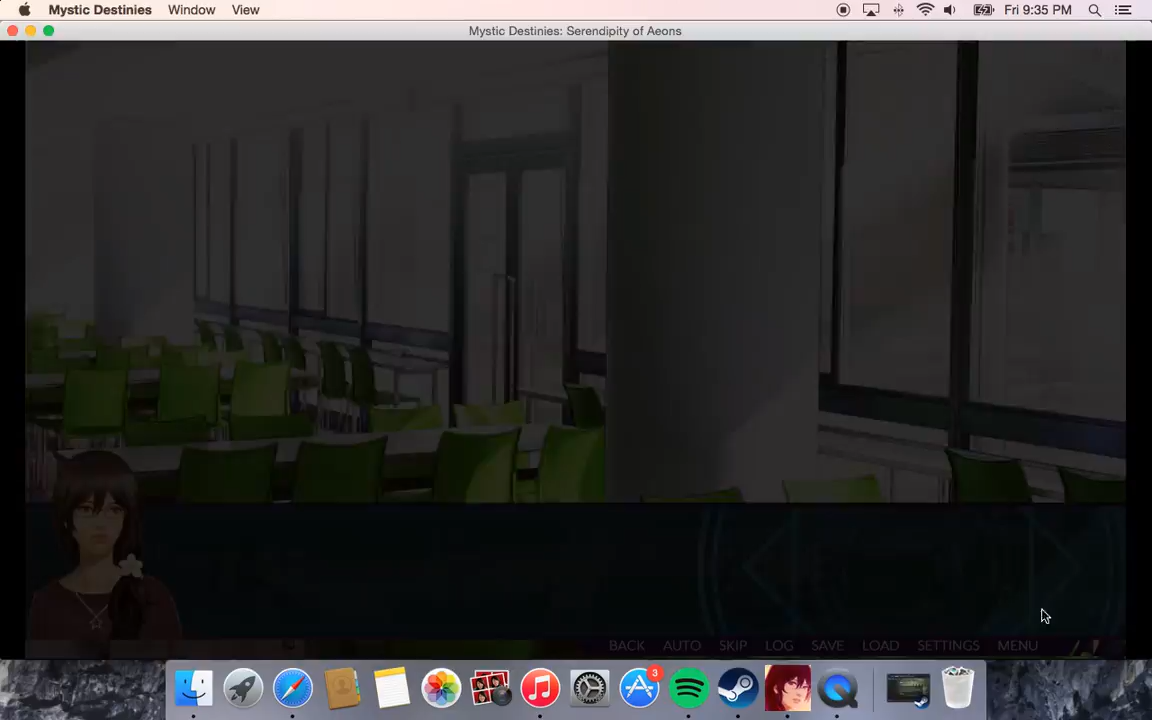 Mystic Destinies Window View Fri 9:35 PM
Mystic Destinies: Serendipity of Aeons
BACK AUTO SKIP LOG SAVE LOAD SETTINGS MENU
3